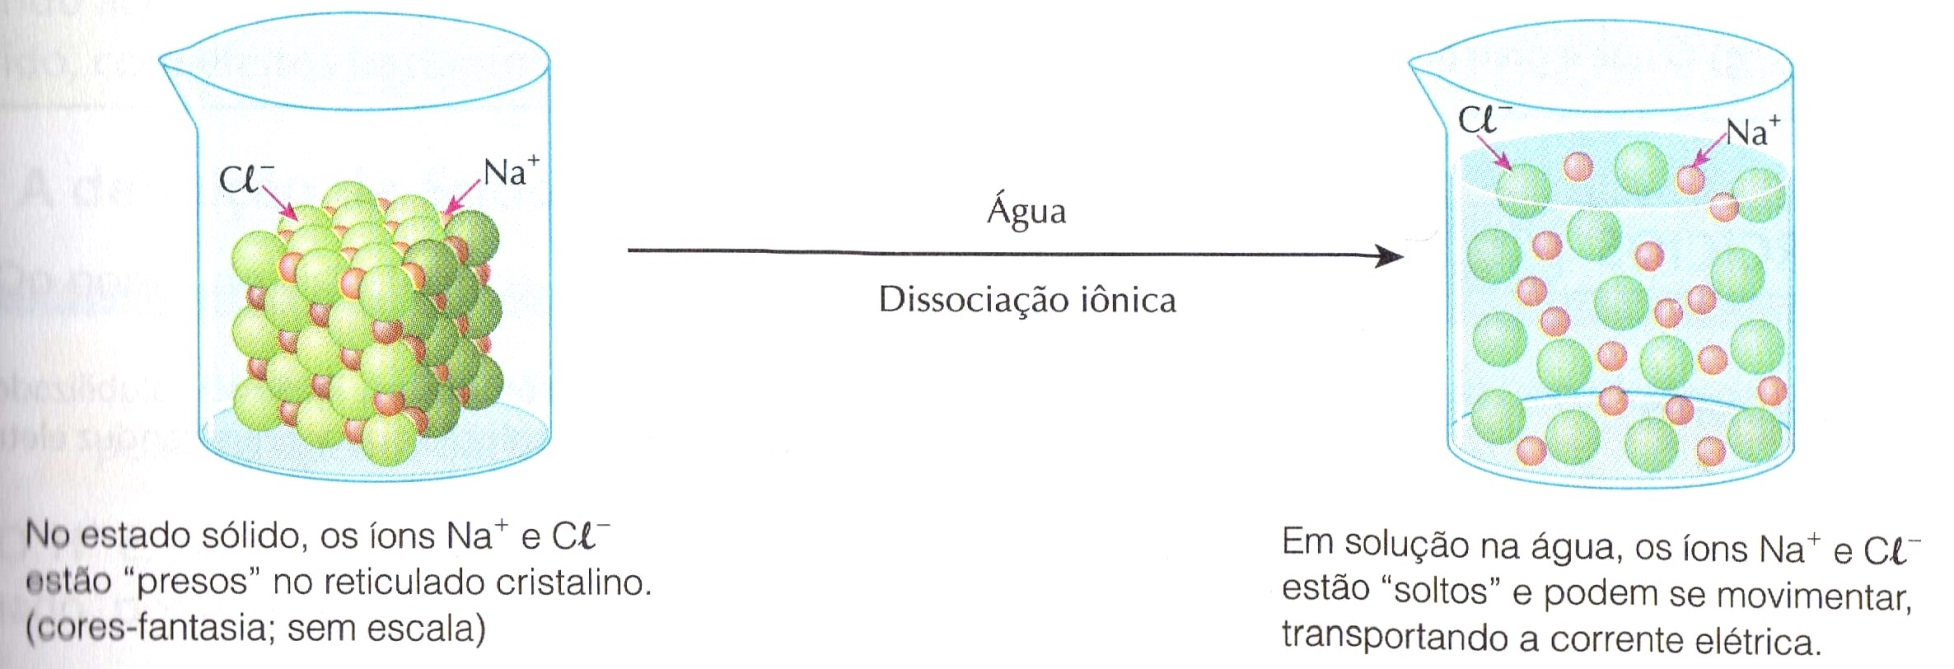 Cℓ⁻
Na⁺
Água
Dissociação iônica
Cℓ⁻
Na⁺
No estado sólido, os íons Na⁺ e Cℓ⁻
estão “presos” no reticulado cristalino.
(cores-fantasia; sem escala)
Em solução na água, os íons Na⁺ e Cℓ⁻
estão “soltos” e podem se movimentar,
transportando a corrente elétrica.